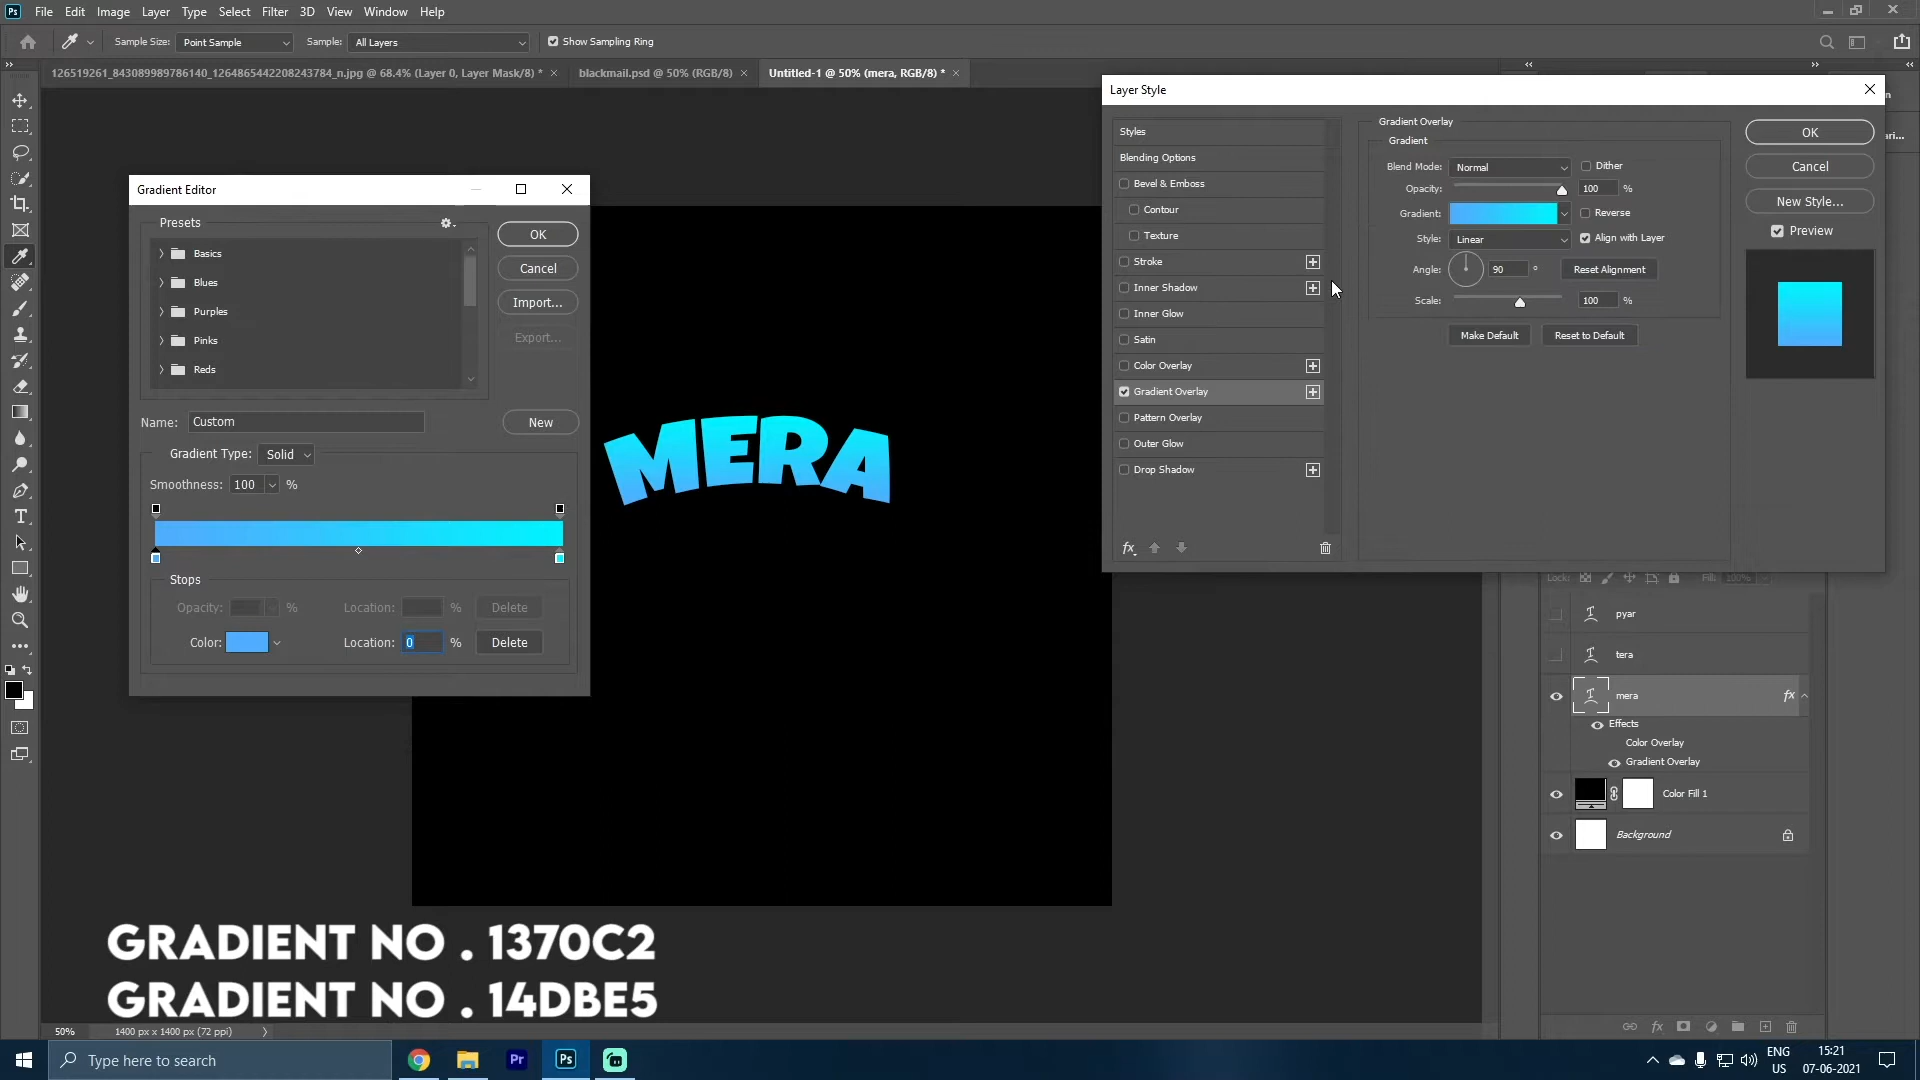 File Edit Image Layer Type Select Filter 3D View Window Help
Sample Size: Point Sample Sample: All Layers Show Sampling Ring
126519261_843089989786140_1264865442208243784_n.jpg @ 68.4% (Layer 0, Layer Mask/8) *
blackmail.psd @ 50% (RGB/8)
Untitled-1 @ 50% (mera, RGB/8) *
Gradient Editor
Presets
Basics
Blues
Purples
Pinks
Reds
OK
Cancel
Import...
Export...
Name: Custom
New
Gradient Type: Solid
Smoothness: 100 %
Stops
Opacity: % Location: % Delete
Color: Location: 0 % Delete
MERA
Layer Style
Styles
Blending Options
Bevel & Emboss
Contour
Texture
Stroke
Inner Shadow
Inner Glow
Satin
Color Overlay
Gradient Overlay
Pattern Overlay
Outer Glow
Drop Shadow
fx
Gradient Overlay
Gradient
Blend Mode: Normal Dither
Opacity: 100 %
Gradient: Reverse
Style: Linear Align with Layer
Angle: 90 ° Reset Alignment
Scale: 100 %
Make Default Reset to Default
OK
Cancel
New Style...
Preview
Lock: Fill: 100%
pyar
tera
mera fx
Effects
Color Overlay
Gradient Overlay
Color Fill 1
Background
GRADIENT NO . 1370C2
GRADIENT NO . 14DBE5
50% 1400 px x 1400 px (72 ppi)
Type here to search
Pr
Ps
ENG
US
15:21
07-06-2021